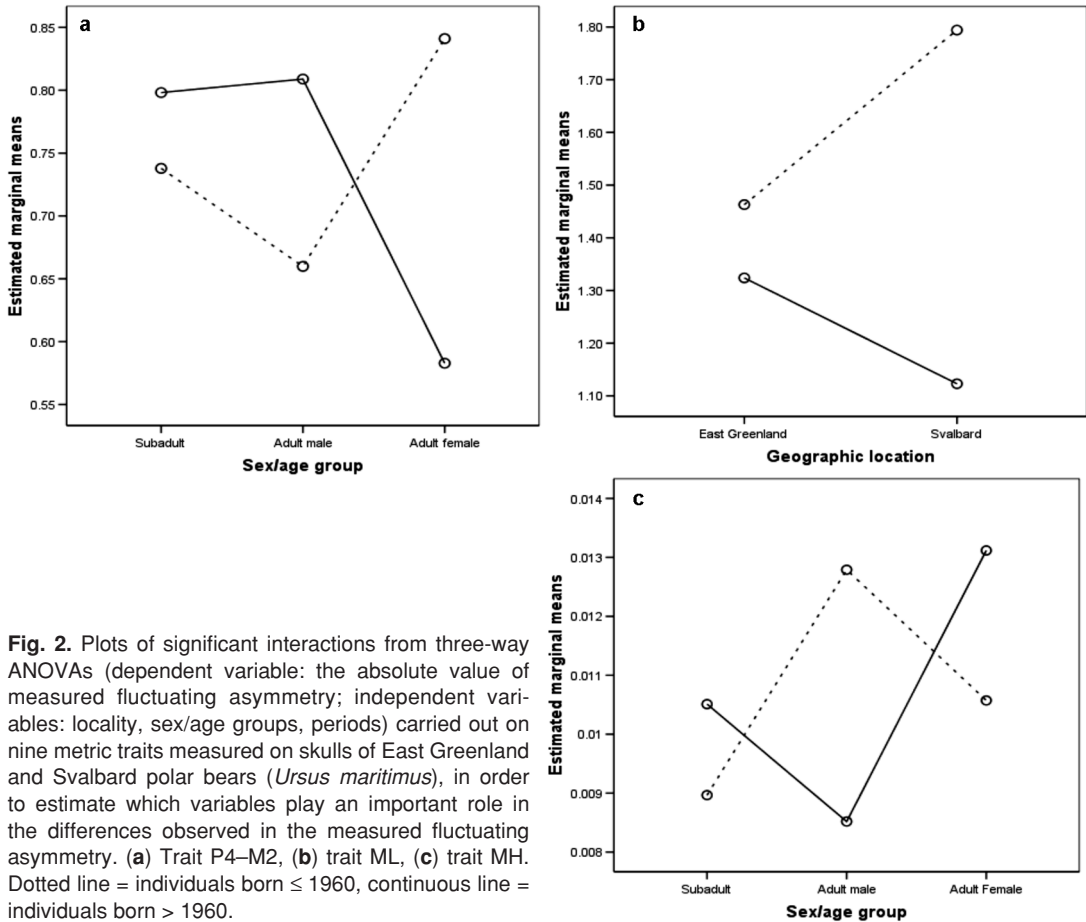 a
0.85
0.80
0.75
0.70
0.65
0.60
0.55
Estimated marginal means
Subadult
Adult male
Adult female
Sex/age group
b
1.80
1.70
1.60
1.50
1.40
1.30
1.20
1.10
Estimated marginal means
East Greenland
Svalbard
Geographic location
c
0.014
0.013
0.012
0.011
0.01
0.009
0.008
Estimated marginal means
Subadult
Adult male
Adult Female
Sex/age group
Fig. 2. Plots of significant interactions from three-way
ANOVAs (dependent variable: the absolute value of
measured fluctuating asymmetry; independent vari-
ables: locality, sex/age groups, periods) carried out on
nine metric traits measured on skulls of East Greenland
and Svalbard polar bears (Ursus maritimus), in order
to estimate which variables play an important role in
the differences observed in the measured fluctuating
asymmetry. (a) Trait P4–M2, (b) trait ML, (c) trait MH.
Dotted line = individuals born ≤ 1960, continuous line =
individuals born > 1960.